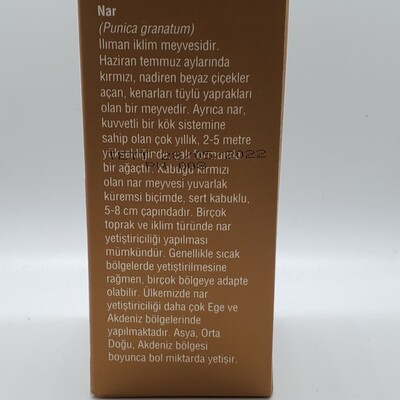 Nar
(Punica granatum)
Ilıman iklim meyvesidir.
Haziran temmuz aylarında
kırmızı, nadiren beyaz çiçekler
açan, kenarları tüylü yaprakları
olan bir meyvedir. Ayrıca nar,
kuvvetli bir kök sistemine
sahip olan çok yıllık, 2-5 metre
yüksekliğinde çalı formunda
2022
bir ağaçtır. Kabuğu kırmızı
olan nar meyvesi yuvarlak
küremsi biçimde, sert kabuklu,
5-8 cm çapındadır. Birçok
toprak ve iklim türünde nar
yetiştiriciliği yapılması
mümkündür. Genellikle sıcak
bölgelerde yetiştirilmesine
rağmen, birçok bölgeye adapte
olabilir. Ülkemizde nar
yetiştiriciliği daha çok Ege ve
Akdeniz bölgelerinde
yapılmaktadır. Asya, Orta
Doğu, Akdeniz bölgesi
boyunca bol miktarda yetişir.